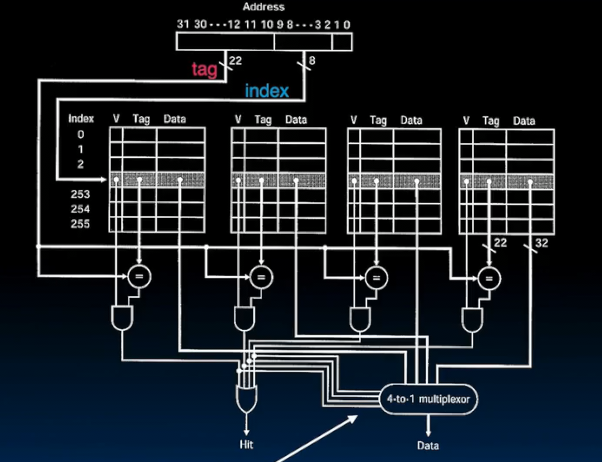 Address
31 30 - - - 12 11 10 9 8 - - - 3 2 1 0
22
8
tag
index
Index V Tag Data V Tag Data V Tag Data V Tag Data
0
1
2
253
254
255
22 32
= = = =
4-to-1 multiplexor
Hit Data